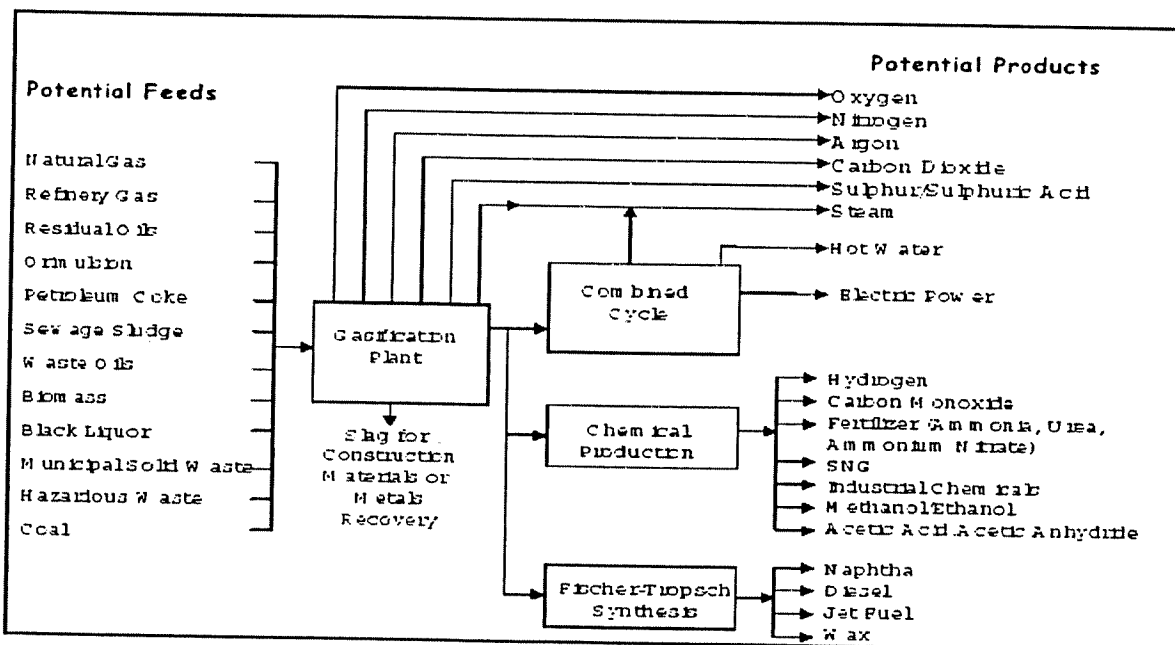 Potential Products
Potential Feeds
Oxygen
Nitrogen
Argon
Carbon Dioxide
Sulphur/Sulphuric Acid
Steam
Hot Water
Electric Power
Natural Gas
Refinery Gas
Residual Oils
Ormulsion
Petroleum Coke
Sewage Sludge
Waste Oils
Biomass
Black Liquor
Municipal Solid Waste
Hazardous Waste
Coal
Gasification
Plant
Slag for
Construction
Materials or
Metals
Recovery
Combined
Cycle
Chemical
Production
Fischer-Tropsch
Synthesis
Hydrogen
Carbon Monoxide
Fertilizer (Ammonia, Urea,
Ammonium Nitrate)
SNG
Industrial Chemicals
Methanol/Ethanol
Acetic Acid. Acetic Anhydride
Naphtha
Diesel
Jet Fuel
Wax